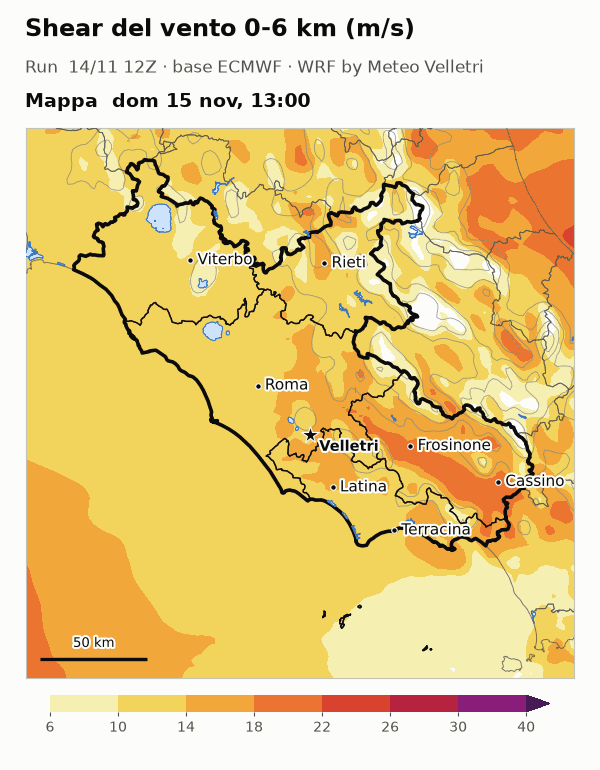 Shear del vento 0-6 km (m/s)
Run  14/11 12Z · base ECMWF · WRF by Meteo Velletri
Mappa  dom 15 nov, 13:00
Viterbo
Rieti
Roma
Velletri
Frosinone
Latina
Cassino
Terracina
50 km
6 10 14 18 22 26 30 40